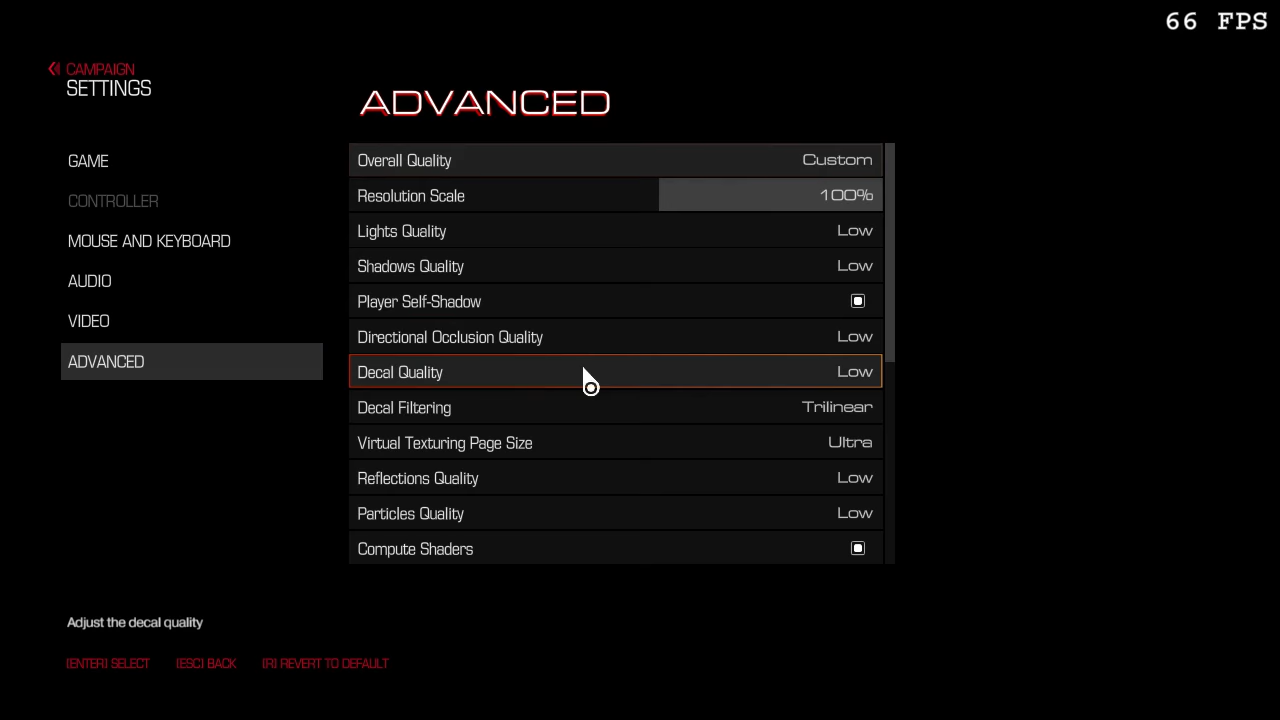 66 FPS
CAMPAIGN
SETTINGS
ADVANCED
GAME
CONTROLLER
MOUSE AND KEYBOARD
AUDIO
VIDEO
ADVANCED
Overall Quality Custom
Resolution Scale 100%
Lights Quality Low
Shadows Quality Low
Player Self-Shadow
Directional Occlusion Quality Low
Decal Quality Low
Decal Filtering Trilinear
Virtual Texturing Page Size Ultra
Reflections Quality Low
Particles Quality Low
Compute Shaders
Adjust the decal quality
[ENTER] SELECT [ESC] BACK [R] REVERT TO DEFAULT